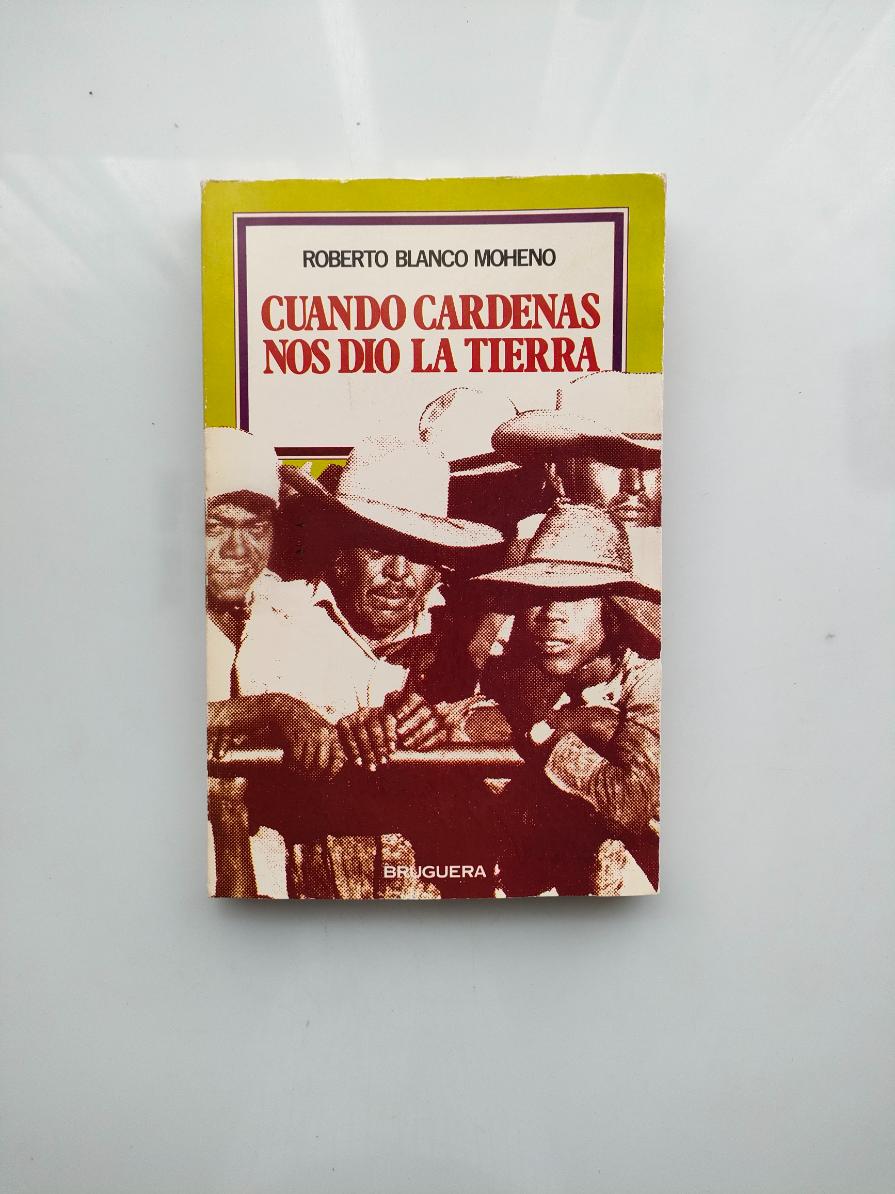 ROBERTO BLANCO MOHENO
CUANDO CARDENAS
NOS DIO LA TIERRA
BRUGUERA